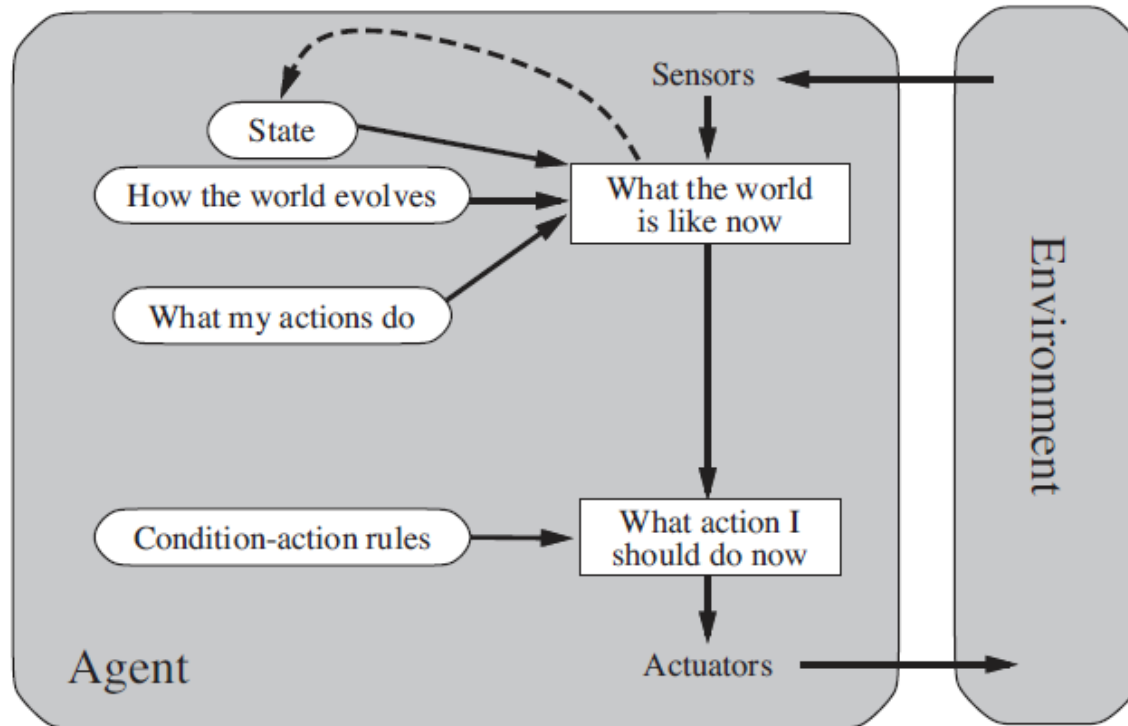 Sensors
State
How the world evolves
What the world
is like now
What my actions do
Environment
Condition-action rules
What action I
should do now
Agent
Actuators